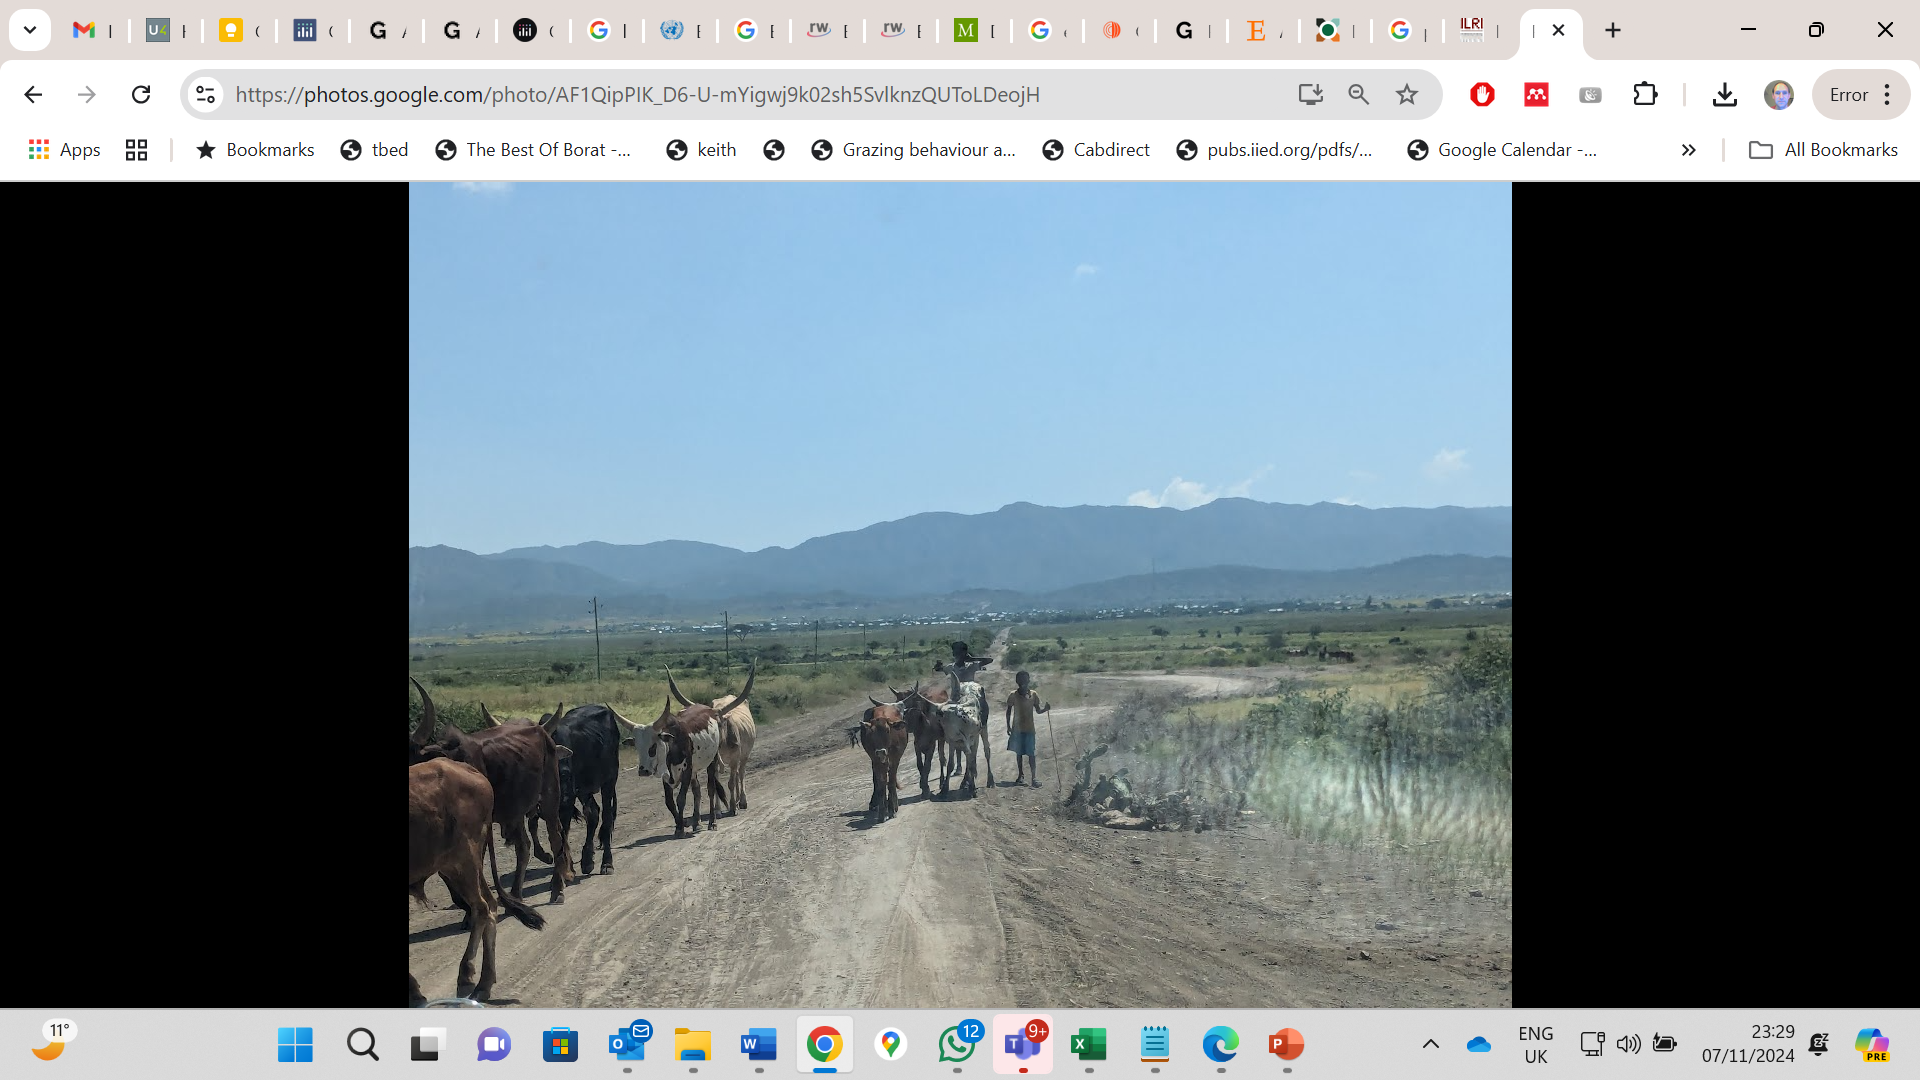 https://photos.google.com/photo/AF1QipPIK_D6-U-mYigwj9k02sh5SvlknzQUToLDeojH
Error
Apps
Bookmarks
tbed
The Best Of Borat -...
keith
Grazing behaviour a...
Cabdirect
pubs.iied.org/pdfs/...
Google Calendar -...
All Bookmarks
11°
12
9+
ENG
UK
23:29
07/11/2024
PRE